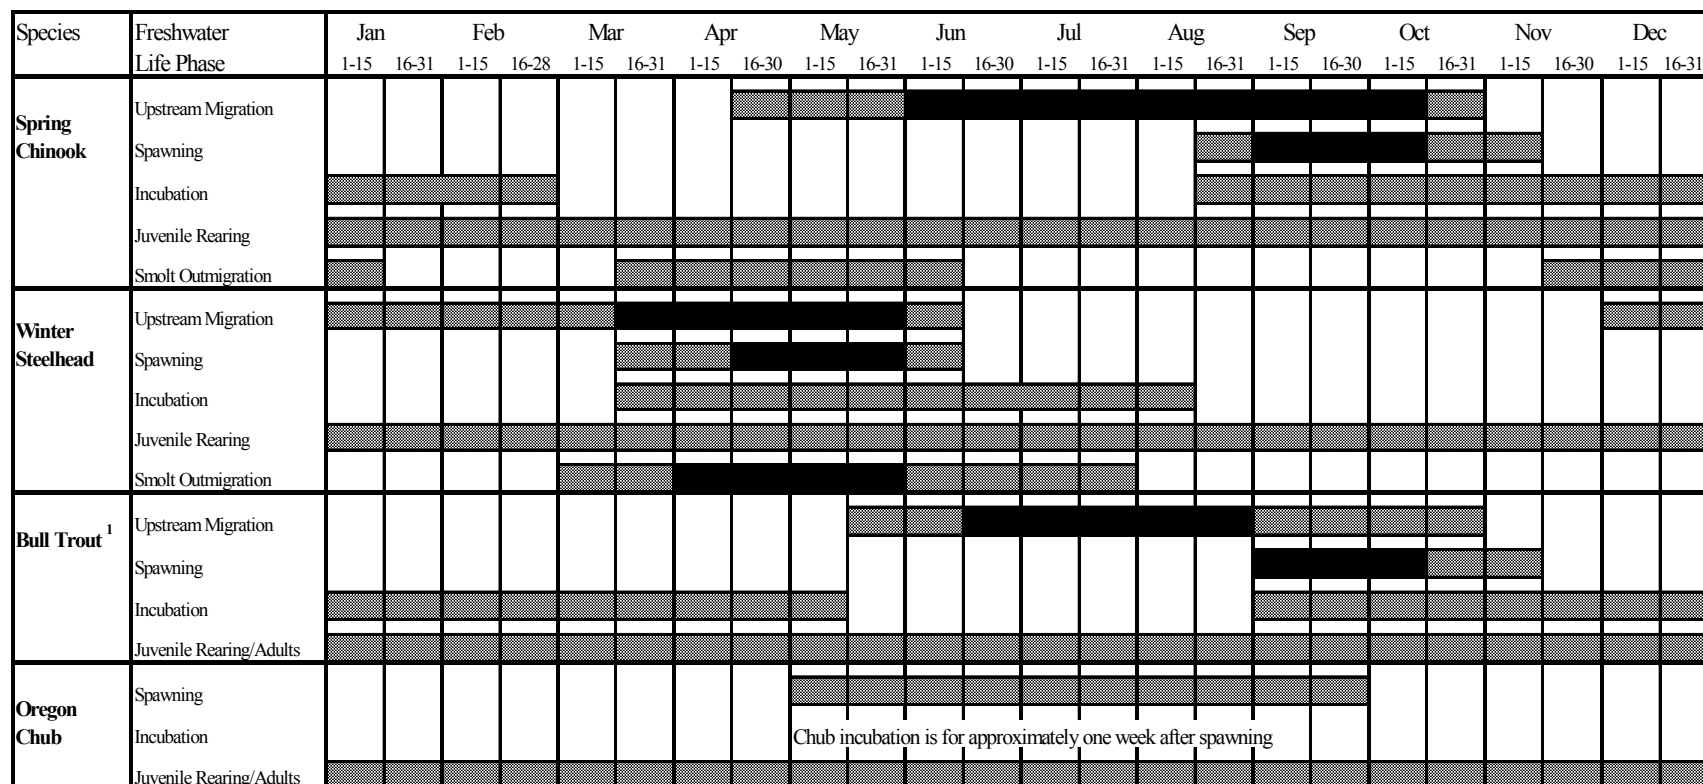 Species Freshwater Jan Feb Mar Apr May Jun Jul Aug Sep Oct Nov Dec
Life Phase 1-15 16-31 1-15 16-28 1-15 16-31 1-15 16-30 1-15 16-31 1-15 16-30 1-15 16-31 1-15 16-31 1-15 16-30 1-15 16-31 1-15 16-30 1-15 16-31
Spring
Chinook
Upstream Migration
Spawning
Incubation
Juvenile Rearing
Smolt Outmigration
Winter
Steelhead
Upstream Migration
Spawning
Incubation
Juvenile Rearing
Smolt Outmigration
Bull Trout 1
Upstream Migration
Spawning
Incubation
Juvenile Rearing/Adults
Oregon
Chub
Spawning
Incubation Chub incubation is for approximately one week after spawning
Juvenile Rearing/Adults